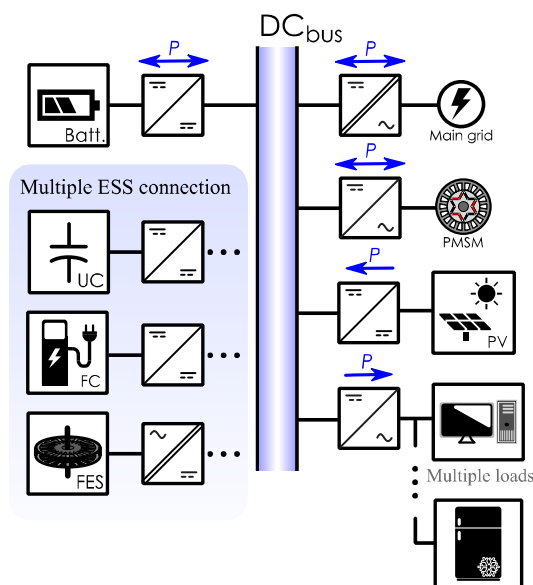 DCbus
P
P
Batt.
Main grid
P
Multiple ESS connection
UC
PMSM
P
PV
FC
P
FES
Multiple loads